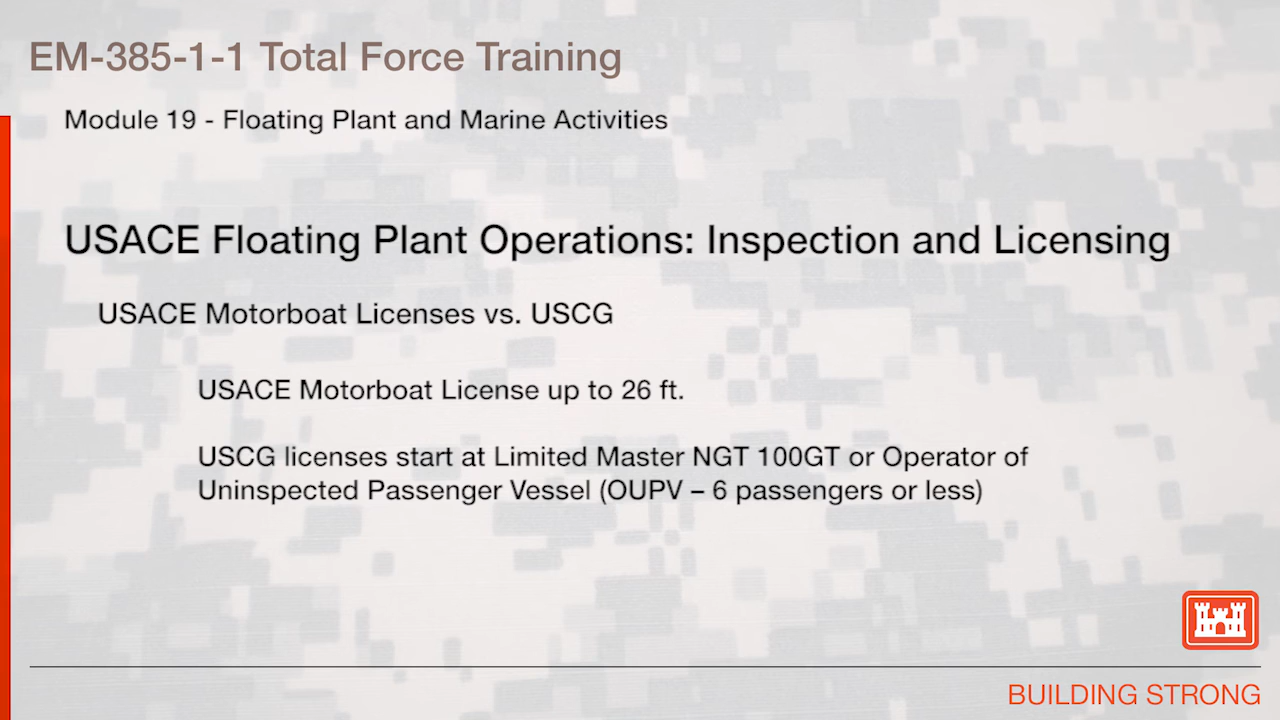 EM-385-1-1 Total Force Training
Module 19 - Floating Plant and Marine Activities
USACE Floating Plant Operations: Inspection and Licensing
USACE Motorboat Licenses vs. USCG
USACE Motorboat License up to 26 ft.
USCG licenses start at Limited Master NGT 100GT or Operator of
Uninspected Passenger Vessel (OUPV – 6 passengers or less)
BUILDING STRONG